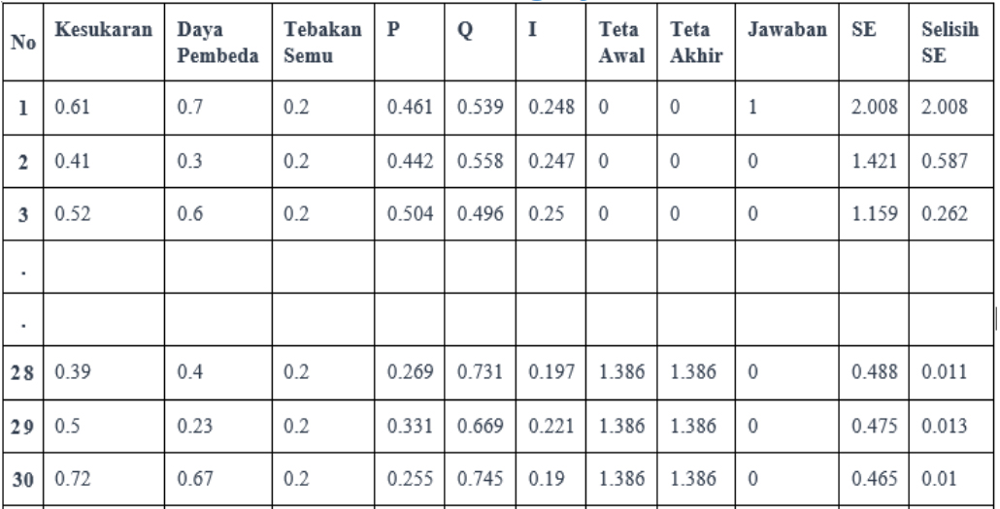 No Kesukaran Daya Pembeda Tebakan Semu P Q I Teta Awal Teta Akhir Jawaban SE Selisih SE
1 0.61 0.7 0.2 0.461 0.539 0.248 0 0 1 2.008 2.008
2 0.41 0.3 0.2 0.442 0.558 0.247 0 0 0 1.421 0.587
3 0.52 0.6 0.2 0.504 0.496 0.25 0 0 0 1.159 0.262
.
.
28 0.39 0.4 0.2 0.269 0.731 0.197 1.386 1.386 0 0.488 0.011
29 0.5 0.23 0.2 0.331 0.669 0.221 1.386 1.386 0 0.475 0.013
30 0.72 0.67 0.2 0.255 0.745 0.19 1.386 1.386 0 0.465 0.01